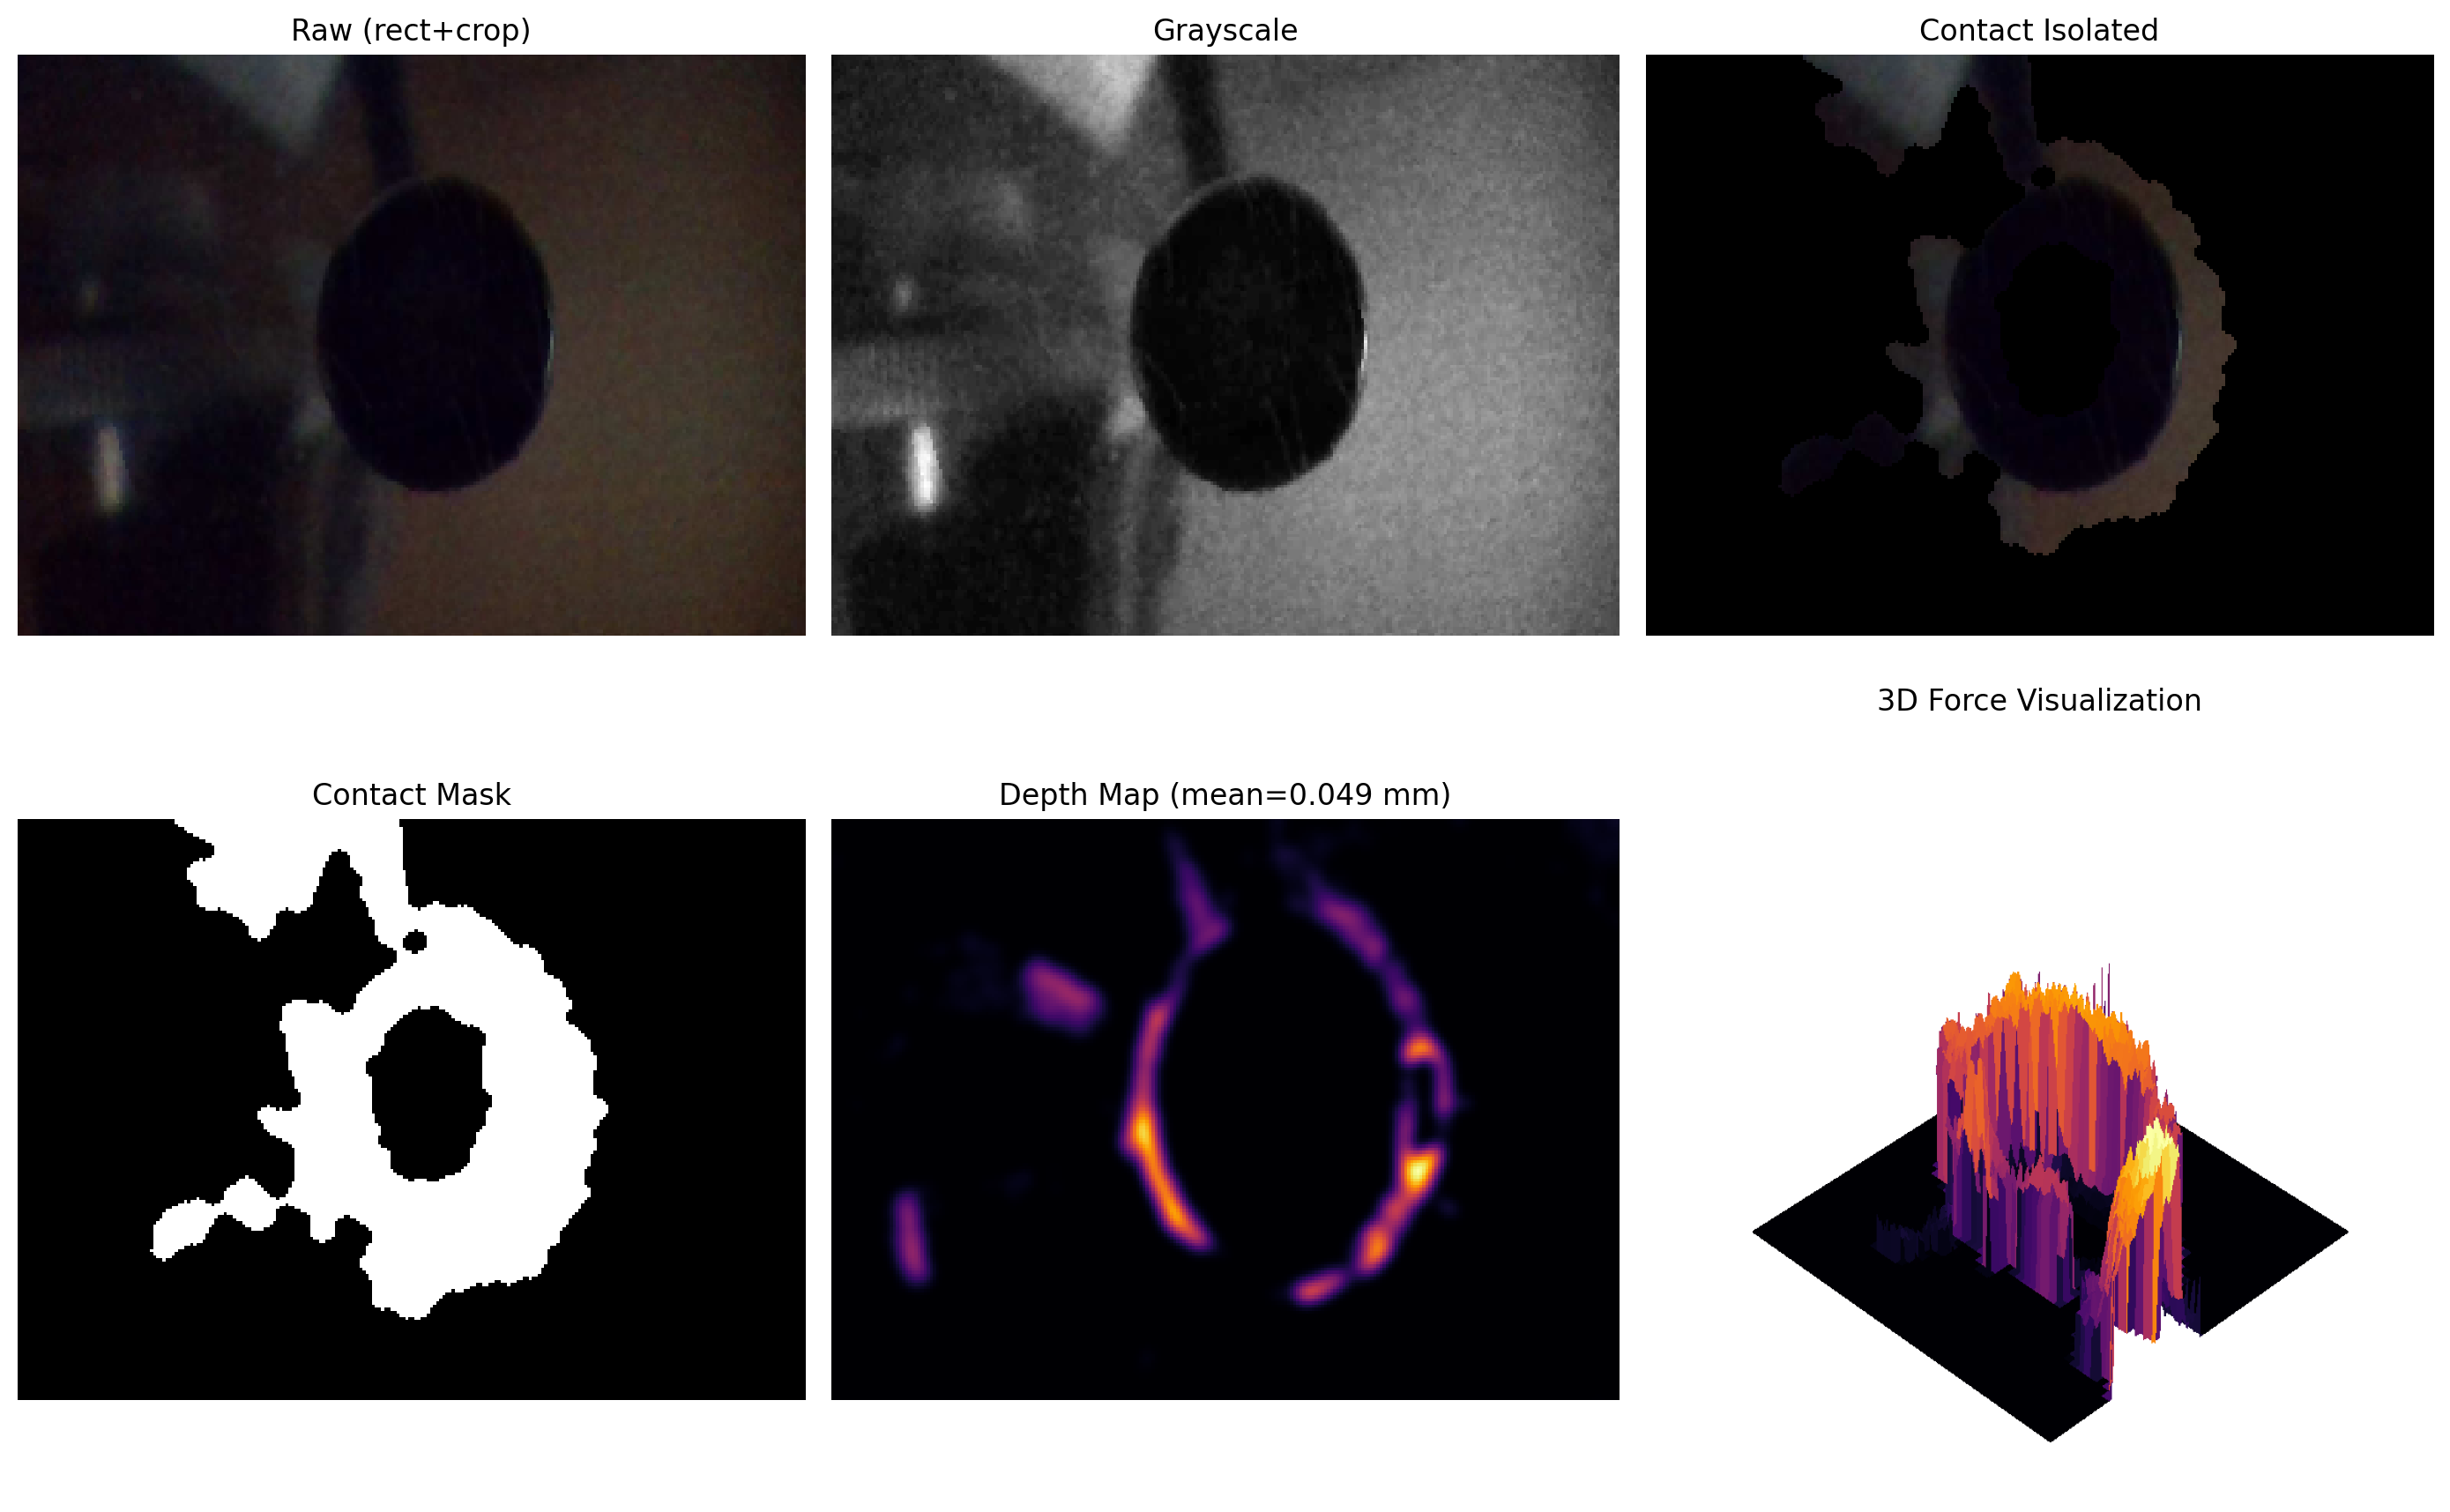 Raw (rect+crop)
Grayscale
Contact Isolated
3D Force Visualization
Contact Mask
Depth Map (mean=0.049 mm)